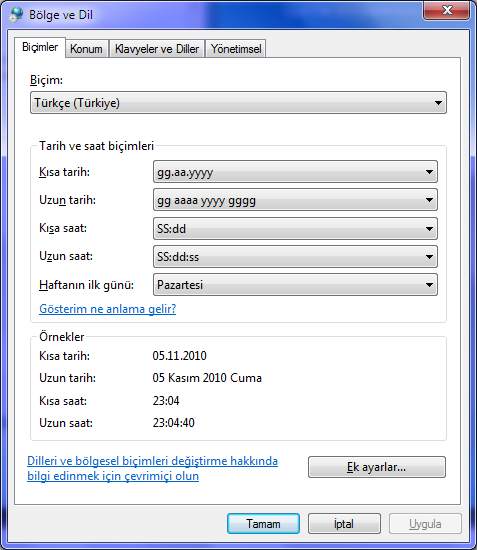 Bölge ve Dil
Biçimler Konum Klavyeler ve Diller Yönetimsel
Biçim:
Türkçe (Türkiye)
Tarih ve saat biçimleri
Kısa tarih: gg.aa.yyyy
Uzun tarih: gg aaaa yyyy gggg
Kısa saat: SS:dd
Uzun saat: SS:dd:ss
Haftanın ilk günü: Pazartesi
Gösterim ne anlama gelir?
Örnekler
Kısa tarih: 05.11.2010
Uzun tarih: 05 Kasım 2010 Cuma
Kısa saat: 23:04
Uzun saat: 23:04:40
Dilleri ve bölgesel biçimleri değiştirme hakkında
bilgi edinmek için çevrimiçi olun
Ek ayarlar...
Tamam İptal Uygula